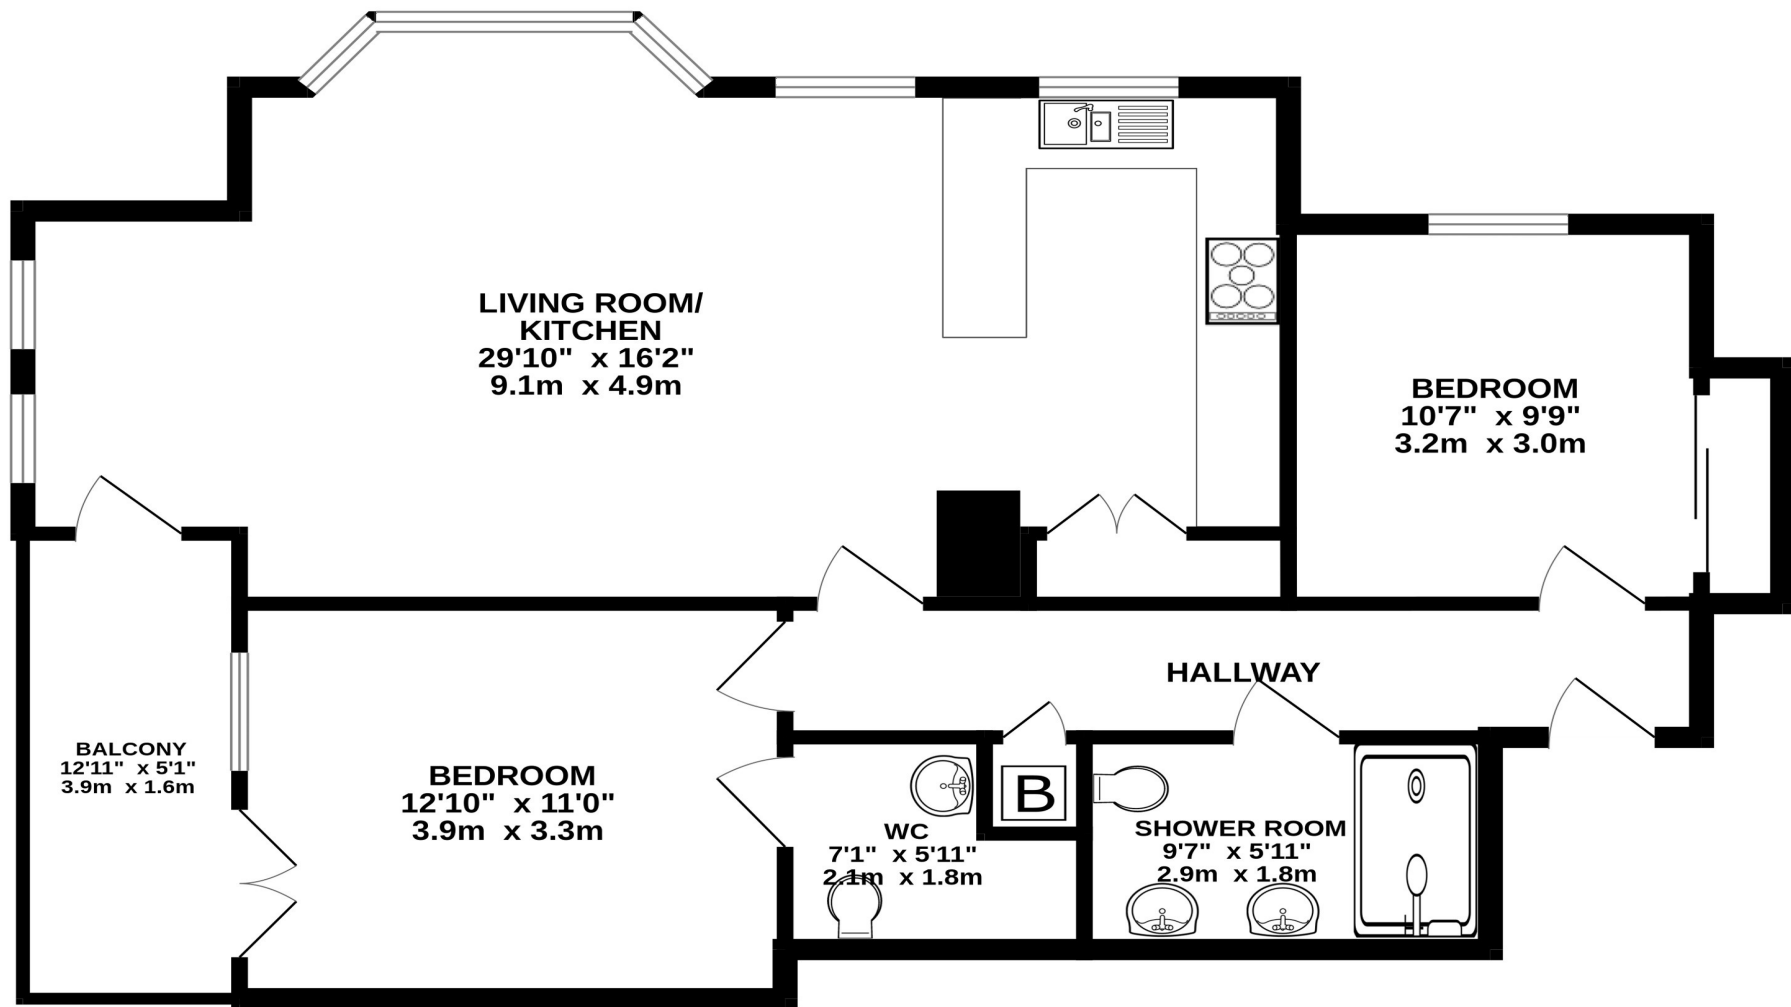 LIVING ROOM/
KITCHEN
29'10" x 16'2"
9.1m x 4.9m
BEDROOM
10'7" x 9'9"
3.2m x 3.0m
HALLWAY
BALCONY
12'11" x 5'1"
3.9m x 1.6m
BEDROOM
12'10" x 11'0"
3.9m x 3.3m
WC
7'1" x 5'11"
2.1m x 1.8m
B
SHOWER ROOM
9'7" x 5'11"
2.9m x 1.8m